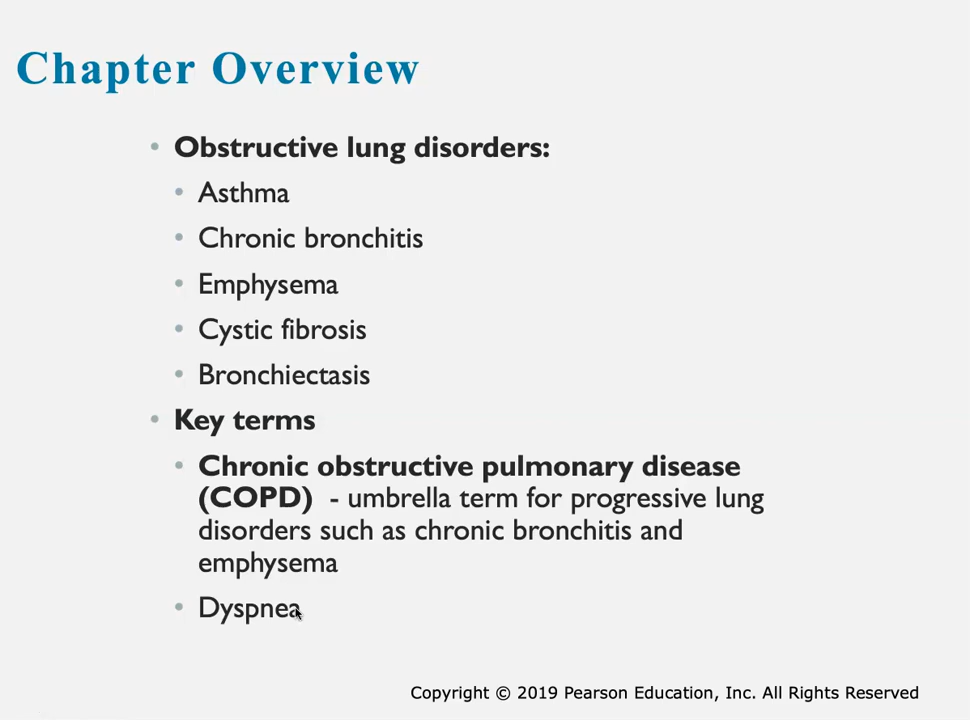 Chapter Overview
• Obstructive lung disorders:
• Asthma
• Chronic bronchitis
• Emphysema
• Cystic fibrosis
• Bronchiectasis
• Key terms
• Chronic obstructive pulmonary disease
(COPD) - umbrella term for progressive lung
disorders such as chronic bronchitis and
emphysema
• Dyspnea
Copyright © 2019 Pearson Education, Inc. All Rights Reserved